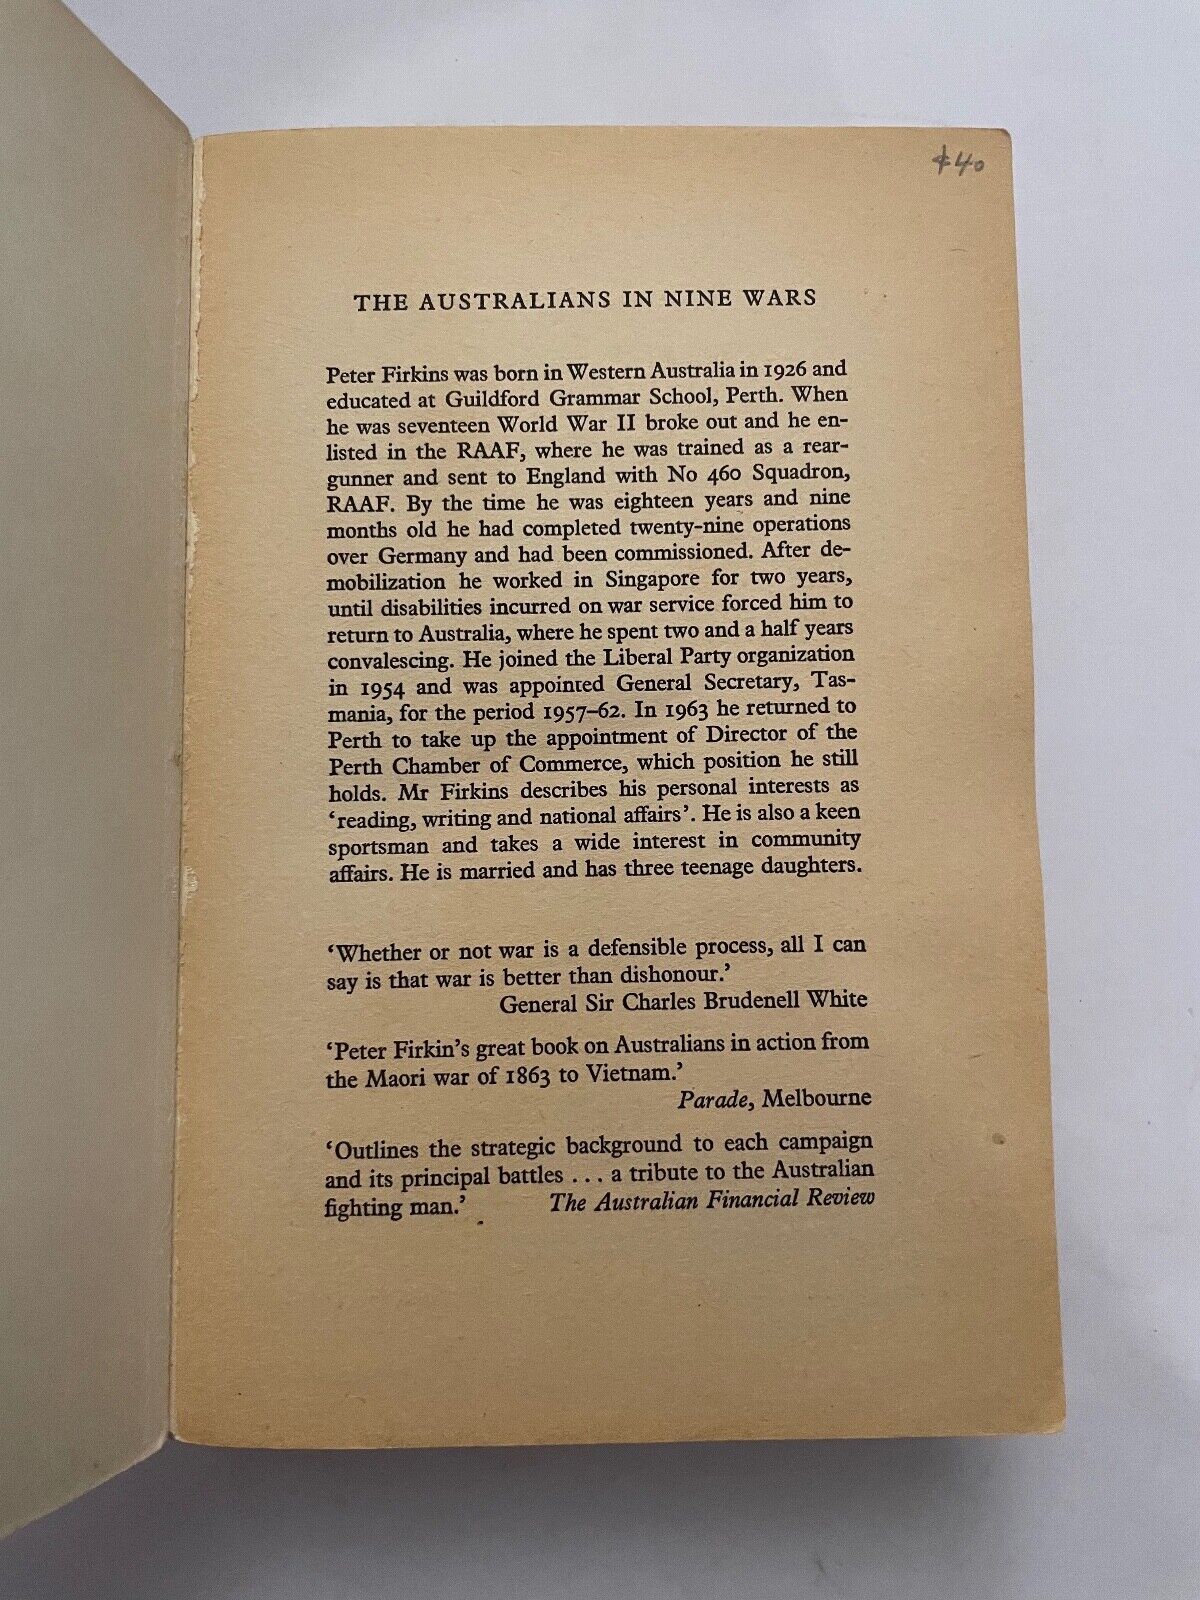 $40
THE AUSTRALIANS IN NINE WARS
Peter Firkins was born in Western Australia in 1926 and
educated at Guildford Grammar School, Perth. When
he was seventeen World War II broke out and he en-
listed in the RAAF, where he was trained as a rear-
gunner and sent to England with No 460 Squadron,
RAAF. By the time he was eighteen years and nine
months old he had completed twenty-nine operations
over Germany and had been commissioned. After de-
mobilization he worked in Singapore for two years,
until disabilities incurred on war service forced him to
return to Australia, where he spent two and a half years
convalescing. He joined the Liberal Party organization
in 1954 and was appointed General Secretary, Tas-
mania, for the period 1957–62. In 1963 he returned to
Perth to take up the appointment of Director of the
Perth Chamber of Commerce, which position he still
holds. Mr Firkins describes his personal interests as
‘reading, writing and national affairs’. He is also a keen
sportsman and takes a wide interest in community
affairs. He is married and has three teenage daughters.
‘Whether or not war is a defensible process, all I can
say is that war is better than dishonour.’
General Sir Charles Brudenell White
‘Peter Firkin’s great book on Australians in action from
the Maori war of 1863 to Vietnam.’
Parade, Melbourne
‘Outlines the strategic background to each campaign
and its principal battles ... a tribute to the Australian
fighting man.’ The Australian Financial Review